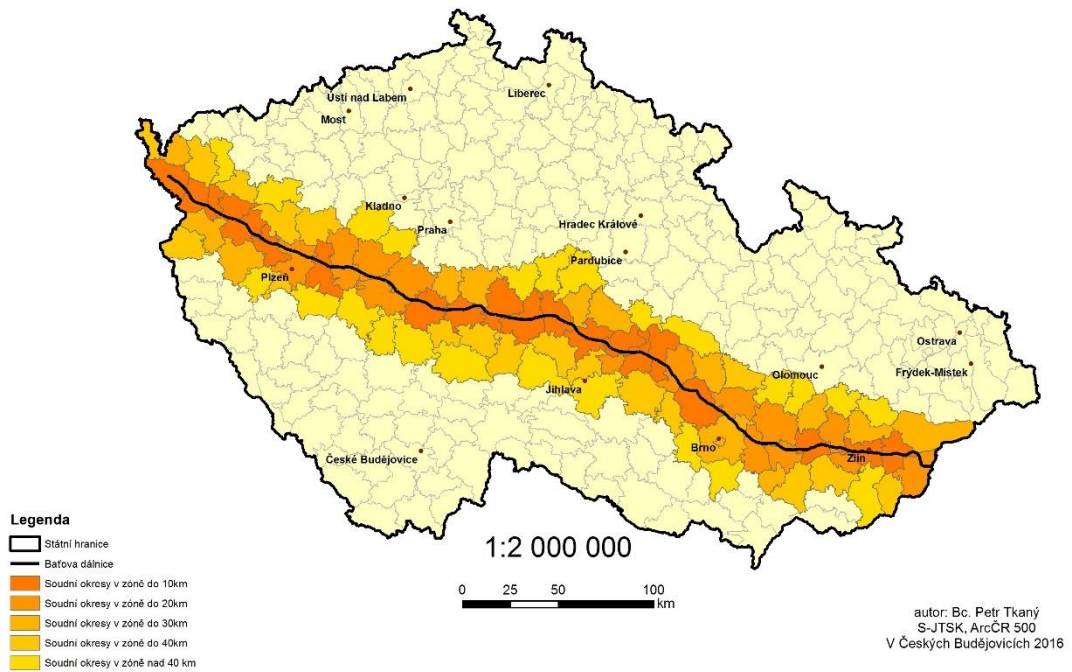 Liberec
Ústí nad Labem
Most
Kladno
Praha
Hradec Králové
Pardubice
Plzeň
Ostrava
Frýdek-Místek
Olomouc
Jihlava
Brno
Zlín
České Budějovice
Legenda
Státní hranice
Baťova dálnice
Soudní okresy v zóně do 10km
Soudní okresy v zóně do 20km
Soudní okresy v zóně do 30km
Soudní okresy v zóně do 40km
Soudní okresy v zóně nad 40 km
1:2 000 000
0 25 50 100
km
autor: Bc. Petr Tkaný
S-JTSK, ArcČR 500
V Českých Budějovicích 2016